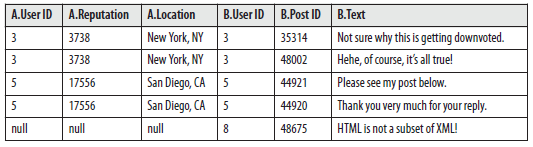 A.User ID A.Reputation A.Location B.User ID B.Post ID B.Text
3 3738 New York, NY 3 35314 Not sure why this is getting downvoted.
3 3738 New York, NY 3 48002 Hehe, of course, it's all true!
5 17556 San Diego, CA 5 44921 Please see my post below.
5 17556 San Diego, CA 5 44920 Thank you very much for your reply.
null null null 8 48675 HTML is not a subset of XML!